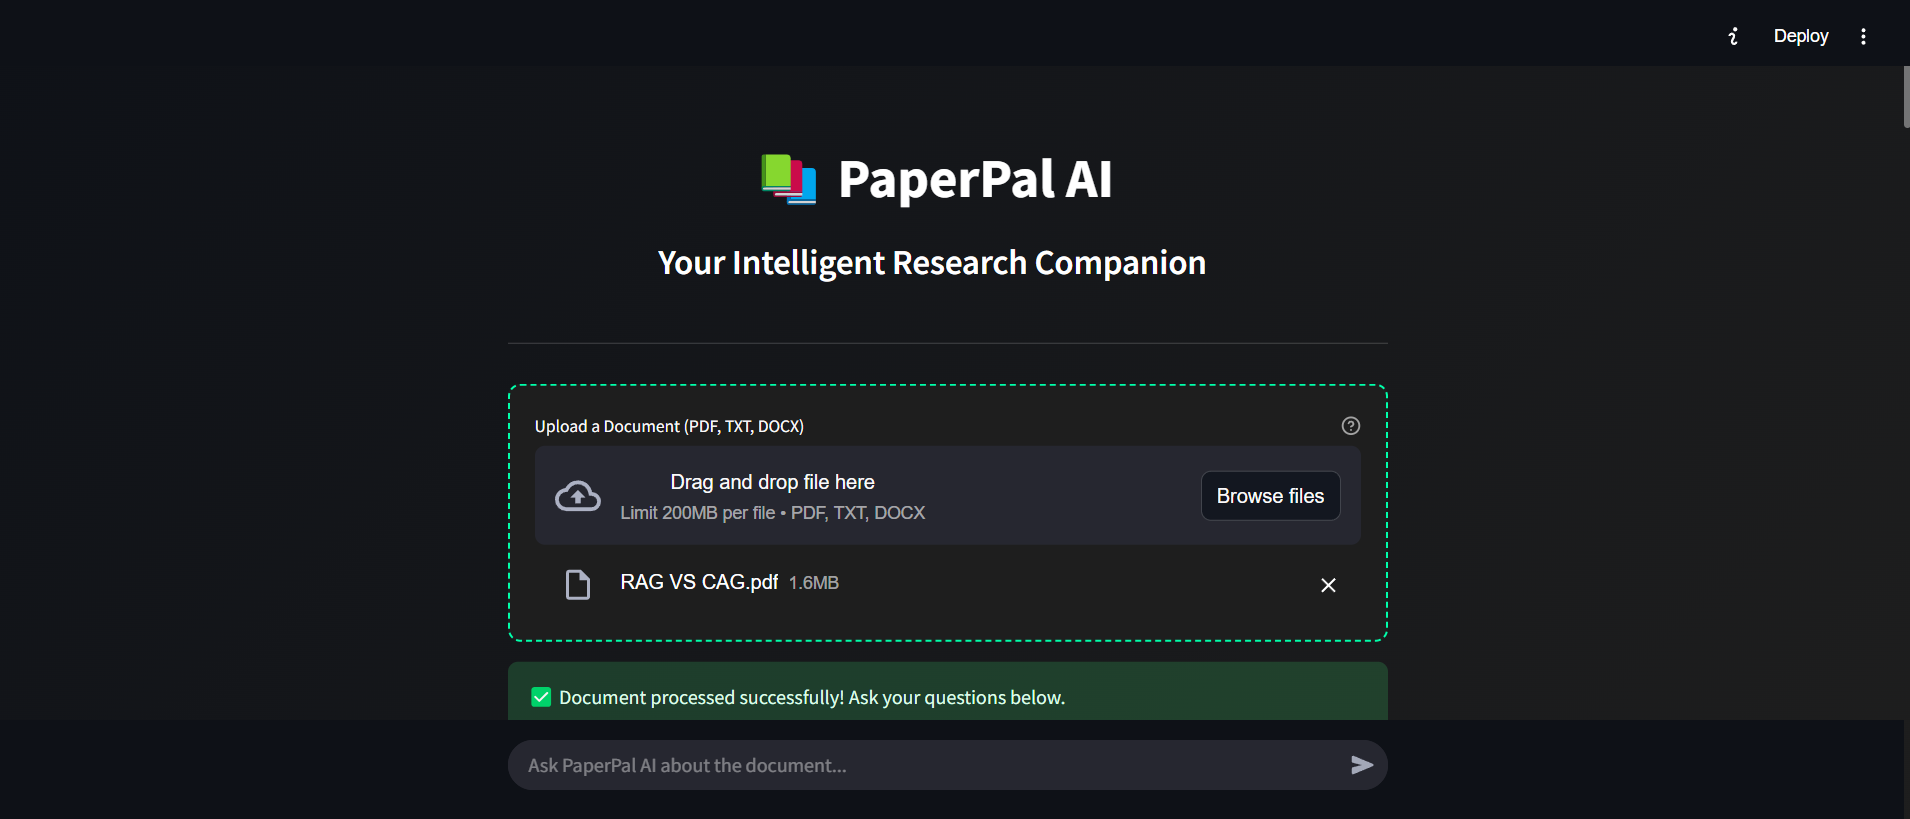 Deploy
PaperPal AI
Your Intelligent Research Companion
Upload a Document (PDF, TXT, DOCX)
Drag and drop file here
Limit 200MB per file • PDF, TXT, DOCX
Browse files
RAG VS CAG.pdf 1.6MB
Document processed successfully! Ask your questions below.
Ask PaperPal AI about the document...